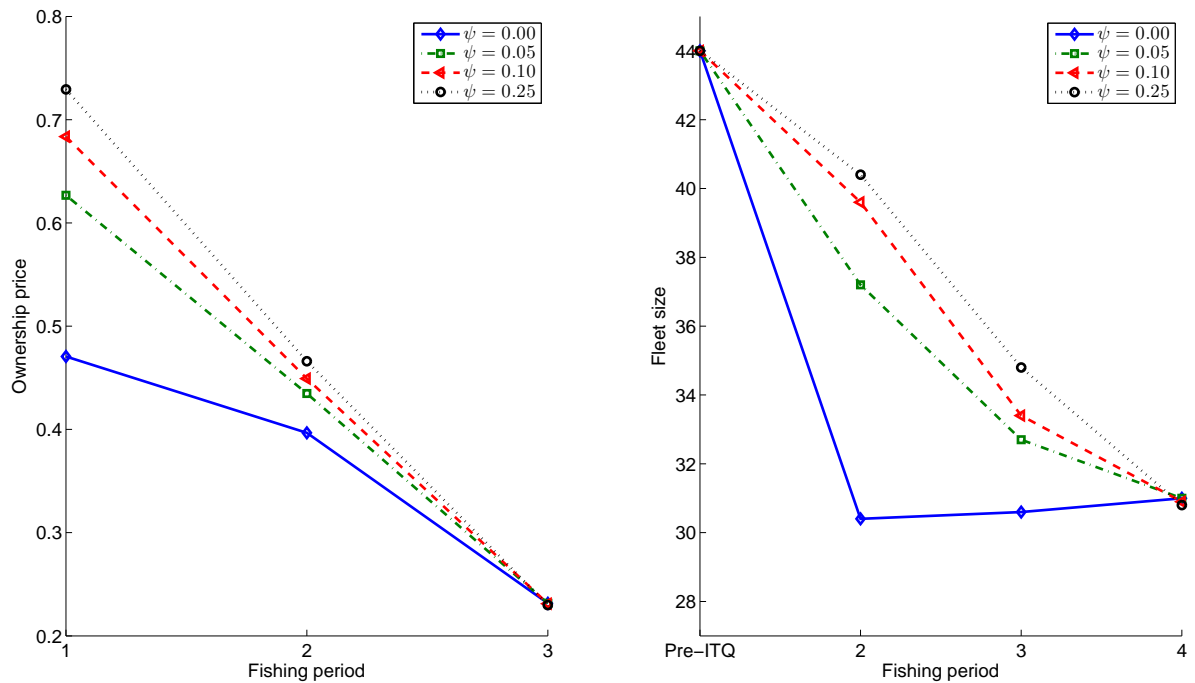 0.8
0.7
0.6
0.5
0.4
0.3
0.2
Ownership price
1
2
3
Fishing period
ψ = 0.00
ψ = 0.05
ψ = 0.10
ψ = 0.25
44
42
40
38
36
34
32
30
28
Fleet size
Pre−ITQ
2
3
4
Fishing period
ψ = 0.00
ψ = 0.05
ψ = 0.10
ψ = 0.25